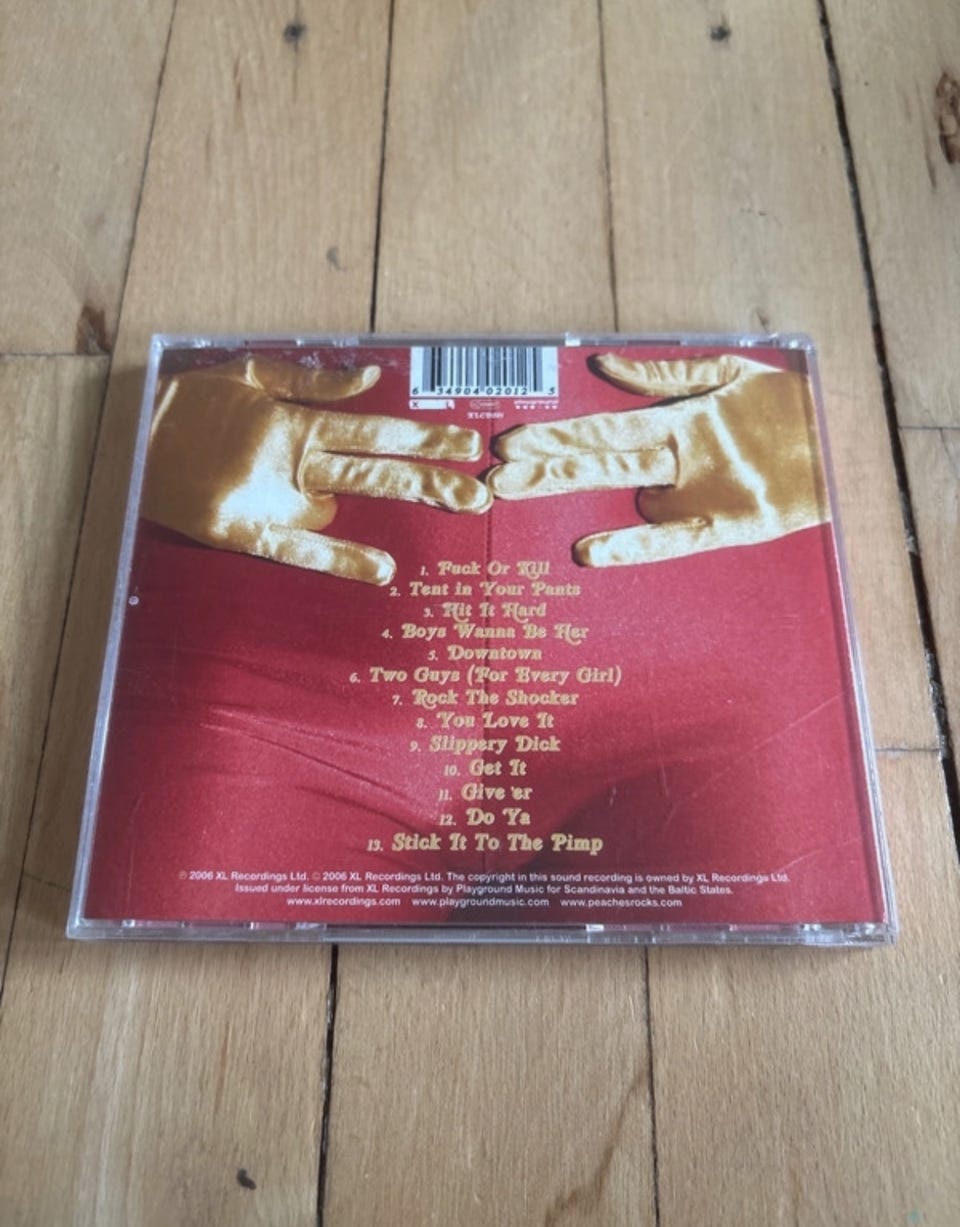 6 34904 02012 5
X L
1. Fuck Or Kill
2. Tent in Your Pants
3. Hit It Hard
4. Boys Wanna Be Her
5. Downtown
6. Two Guys (For Every Girl)
7. Rock The Shocker
8. You Love It
9. Slippery Dick
10. Get It
11. Give 'er
12. Do Ya
13. Stick It To The Pimp
℗ 2006 XL Recordings Ltd. © 2006 XL Recordings Ltd. The copyright in this sound recording is owned by XL Recordings Ltd.
Issued under license from XL Recordings by Playground Music for Scandinavia and the Baltic States.
www.xlrecordings.com www.playgroundmusic.com www.peachesrocks.com